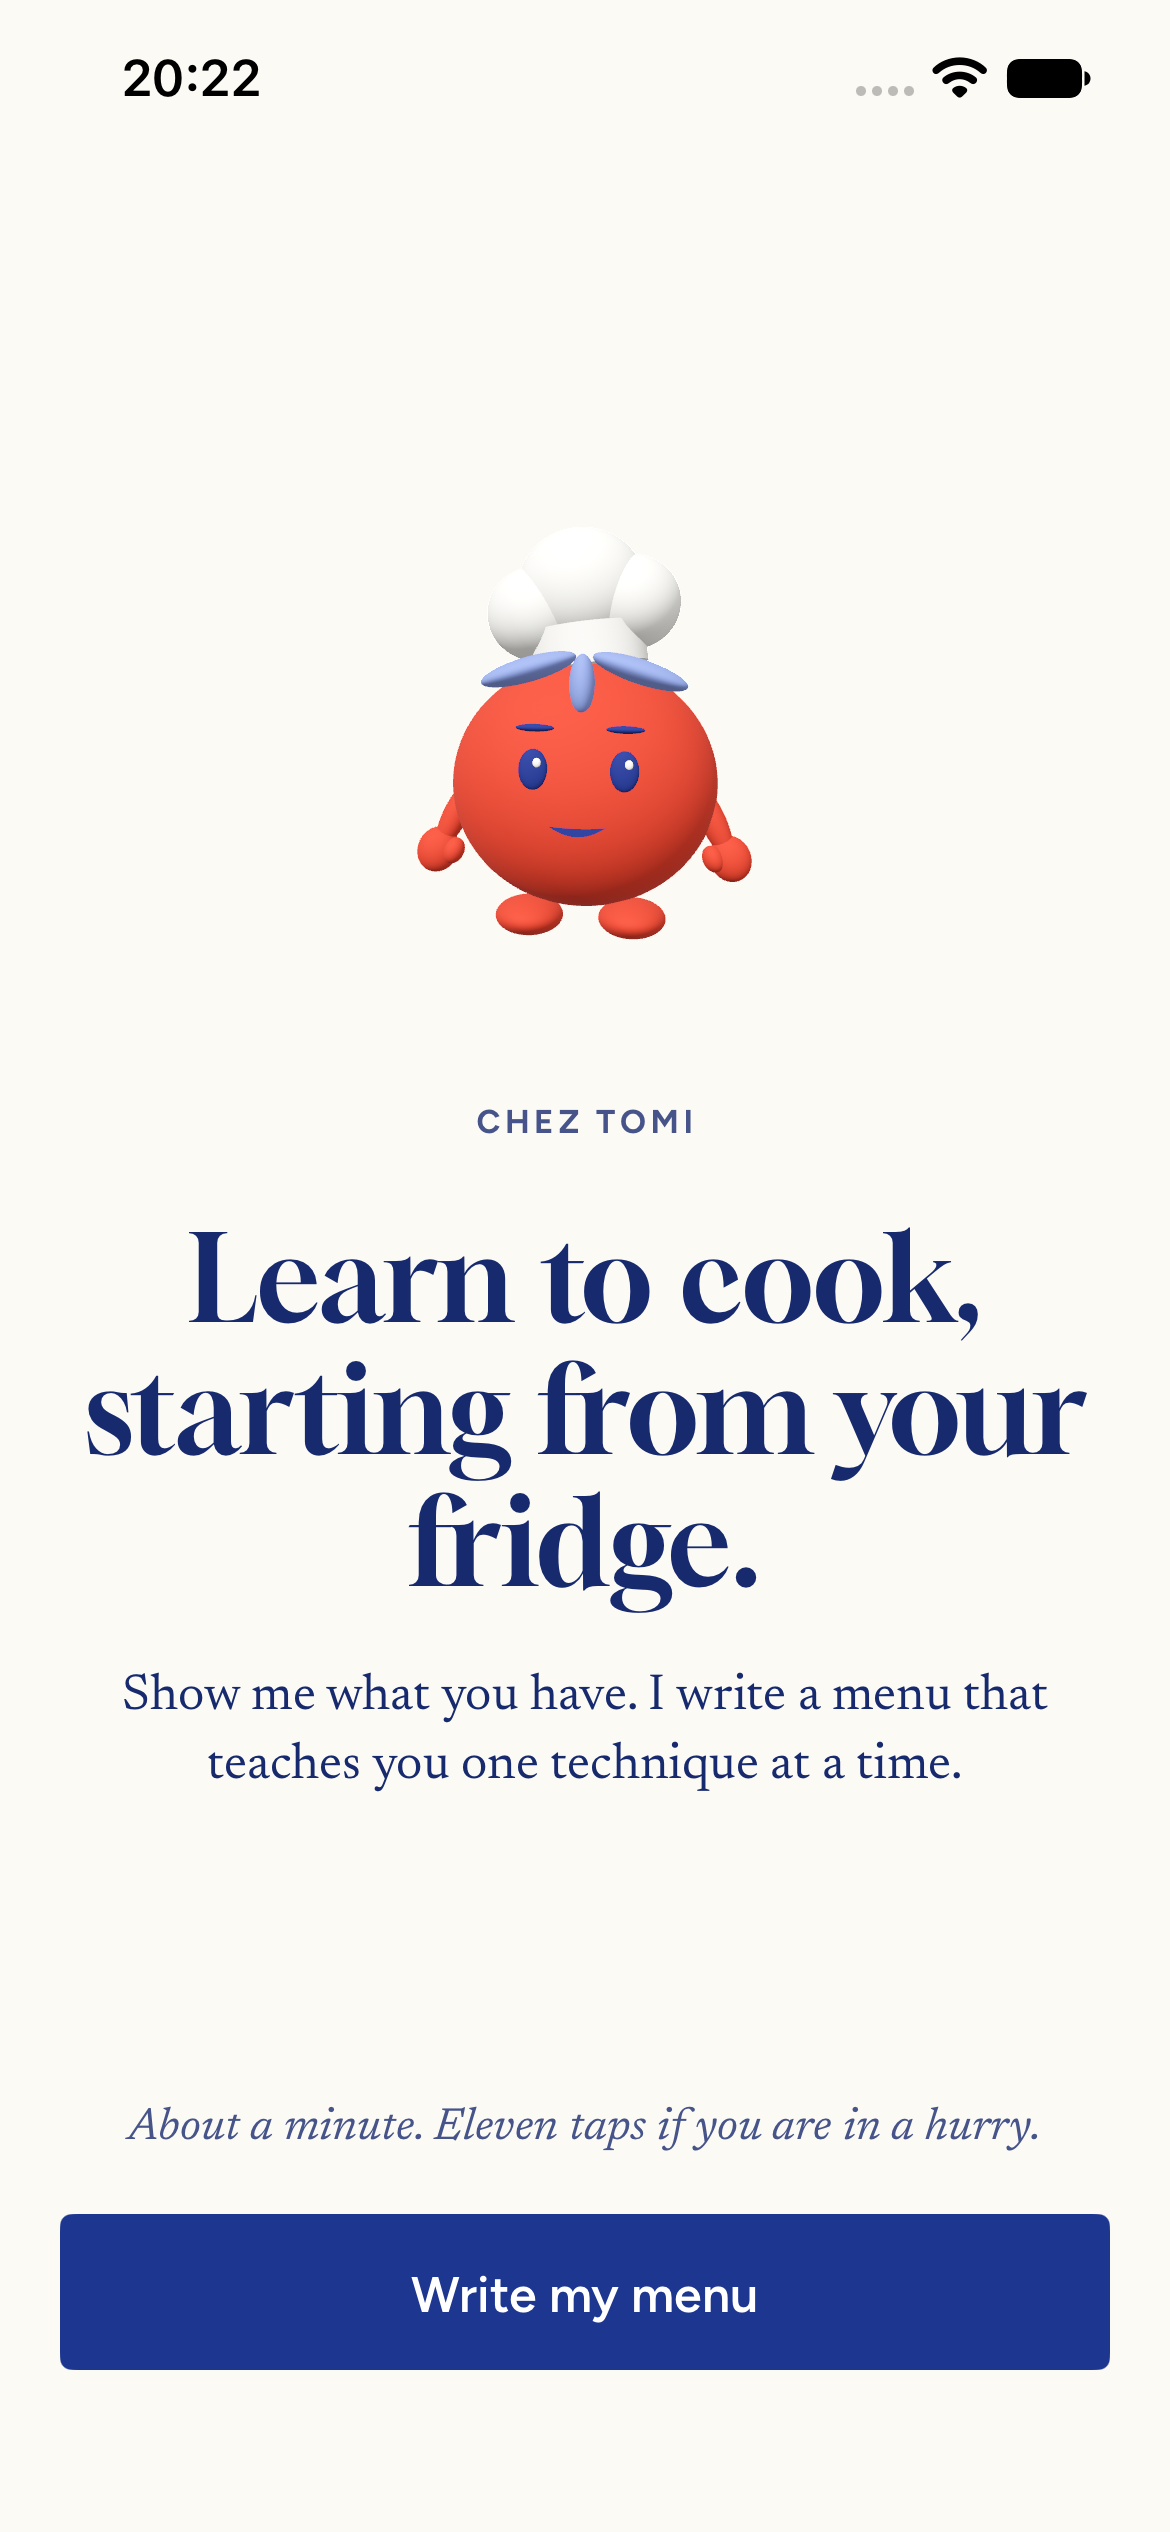 20:22
CHEZ TOMI
Learn to cook,
starting from your
fridge.
Show me what you have. I write a menu that
teaches you one technique at a time.
About a minute. Eleven taps if you are in a hurry.
Write my menu